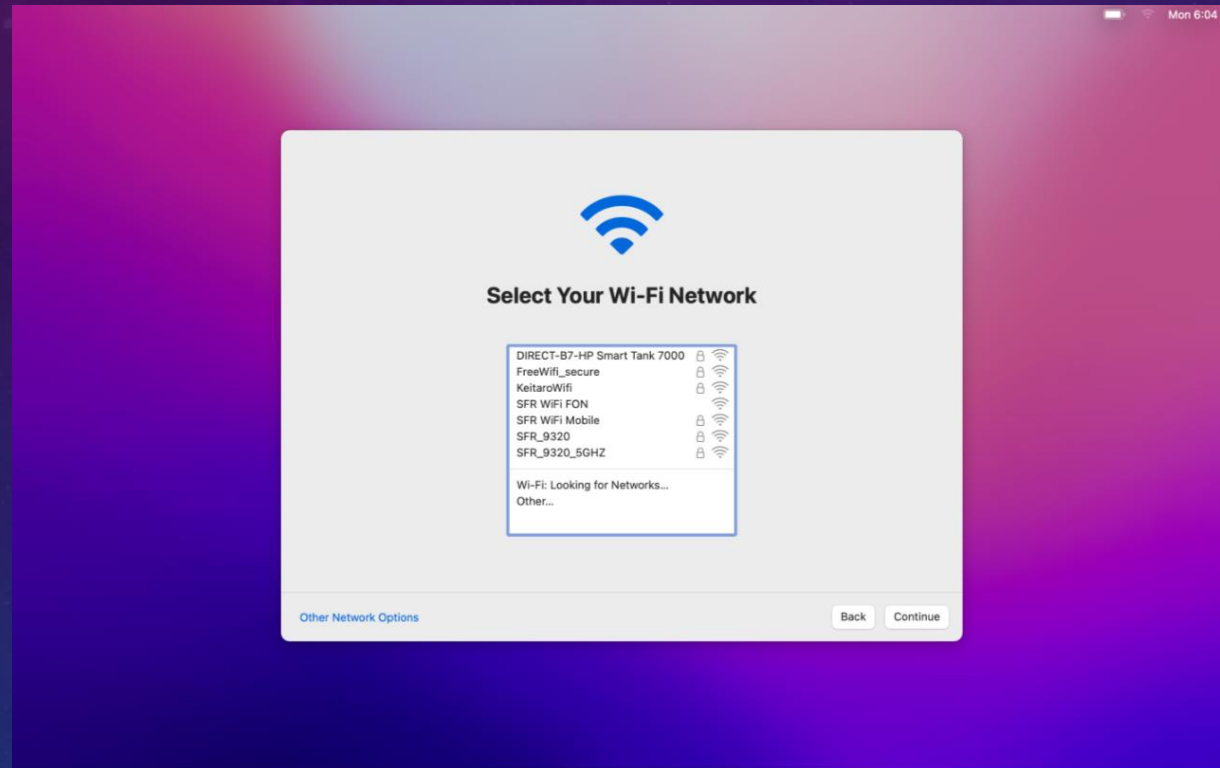 Mon 6:04
Select Your Wi-Fi Network
DIRECT-B7-HP Smart Tank 7000
FreeWifi_secure
KeitaroWifi
SFR WiFi FON
SFR WiFi Mobile
SFR_9320
SFR_9320_5GHZ
Wi-Fi: Looking for Networks...
Other...
Other Network Options
Back Continue